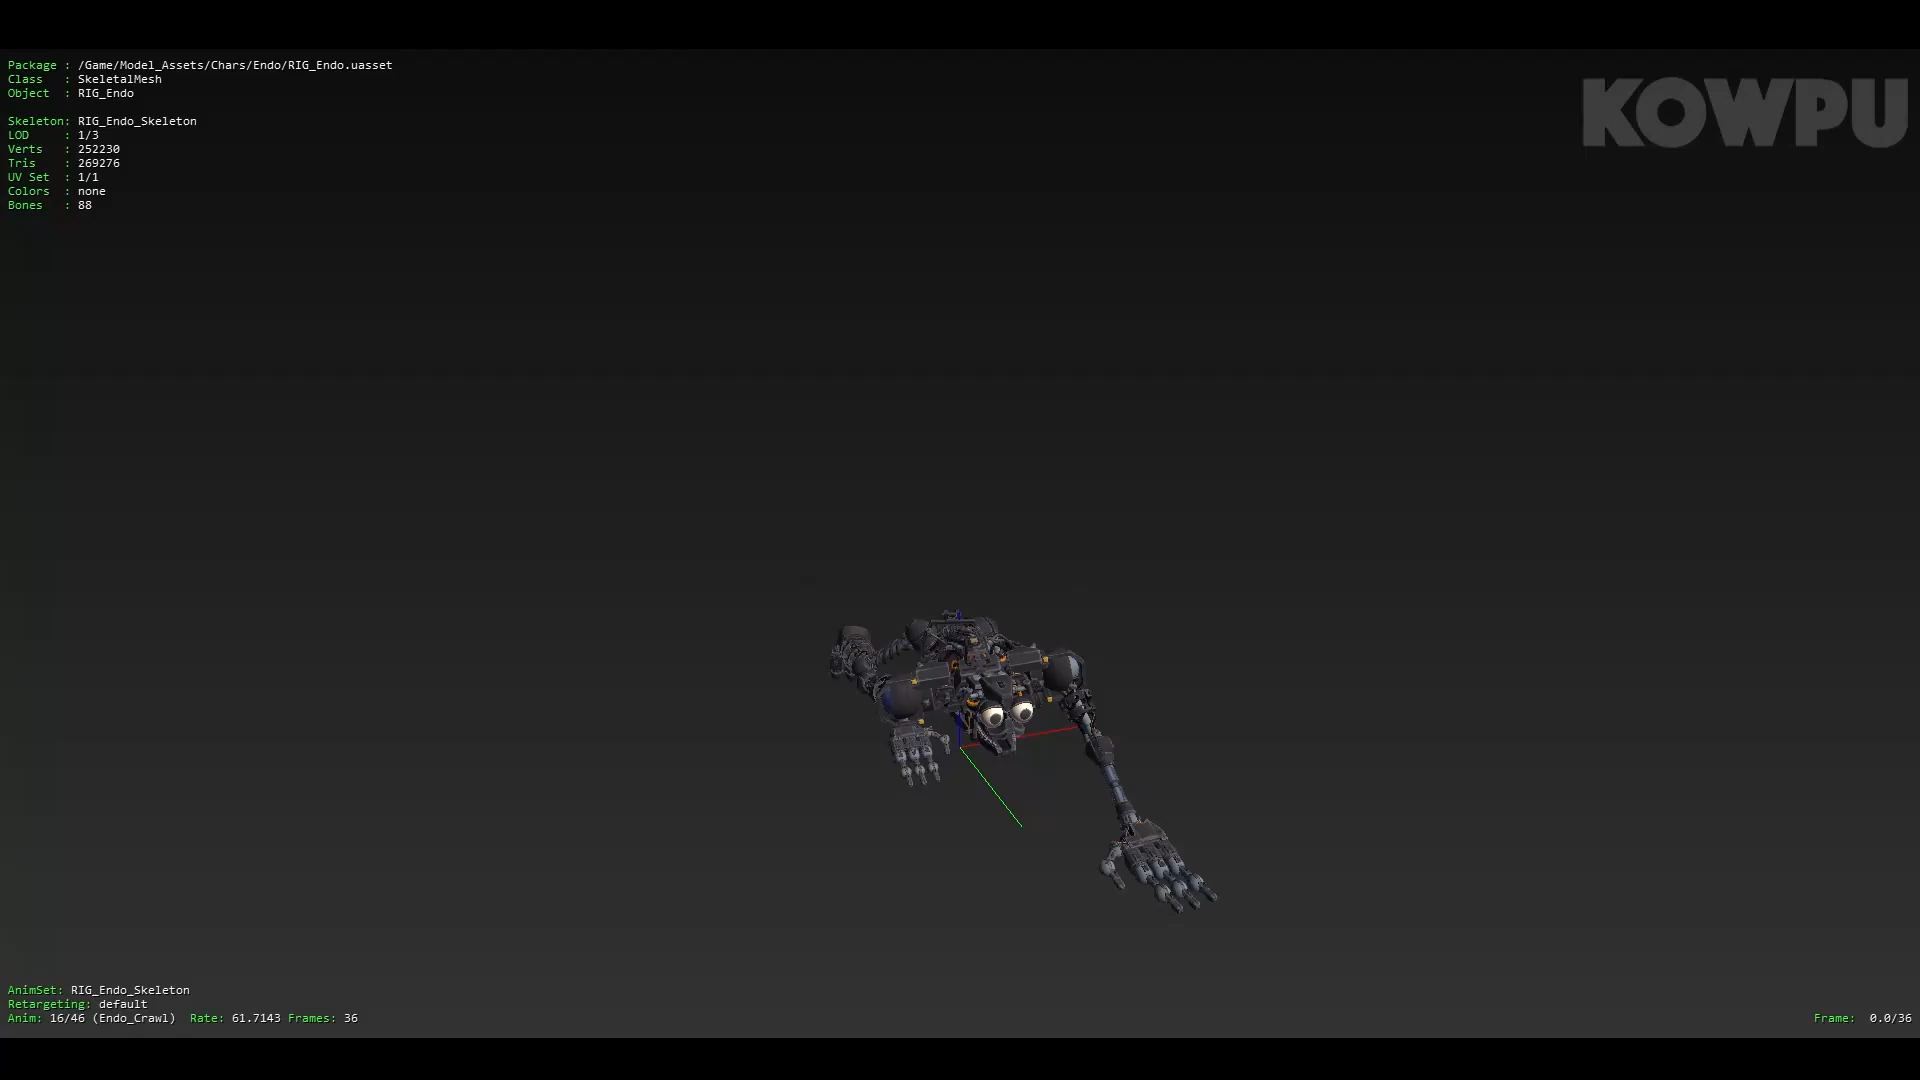 Package : /Game/Model_Assets/Chars/Endo/RIG_Endo.uasset
Class : SkeletalMesh
Object : RIG_Endo
Skeleton: RIG_Endo_Skeleton
LOD : 1/3
Verts : 252230
Tris : 269276
UV Set : 1/1
Colors : none
Bones : 88
KOWPU
AnimSet: RIG_Endo_Skeleton
Retargeting: default
Anim: 16/46 (Endo_Crawl) Rate: 61.7143 Frames: 36
Frame: 0.0/36